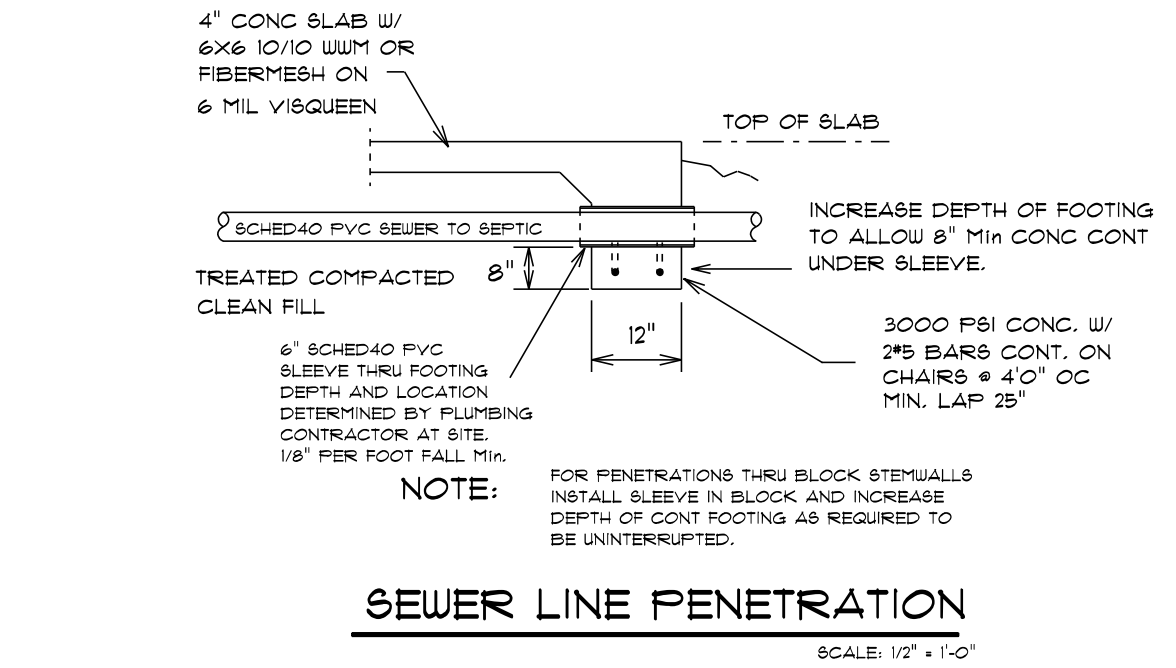 4" CONC SLAB W/
6X6 10/10 WWM OR
FIBERMESH ON
6 MIL VISQUEEN
TOP OF SLAB
SCHED40 PVC SEWER TO SEPTIC
INCREASE DEPTH OF FOOTING
TO ALLOW 8" Min CONC CONT
UNDER SLEEVE.
TREATED COMPACTED
CLEAN FILL
8"
12"
3000 PSI CONC. W/
2#5 BARS CONT. ON
CHAIRS @ 4'0" OC
MIN. LAP 25"
6" SCHED40 PVC
SLEEVE THRU FOOTING
DEPTH AND LOCATION
DETERMINED BY PLUMBING
CONTRACTOR AT SITE.
1/8" PER FOOT FALL Min.
NOTE:
FOR PENETRATIONS THRU BLOCK STEMWALLS
INSTALL SLEEVE IN BLOCK AND INCREASE
DEPTH OF CONT FOOTING AS REQUIRED TO
BE UNINTERRUPTED.
SEWER LINE PENETRATION
SCALE: 1/2" = 1'-0"